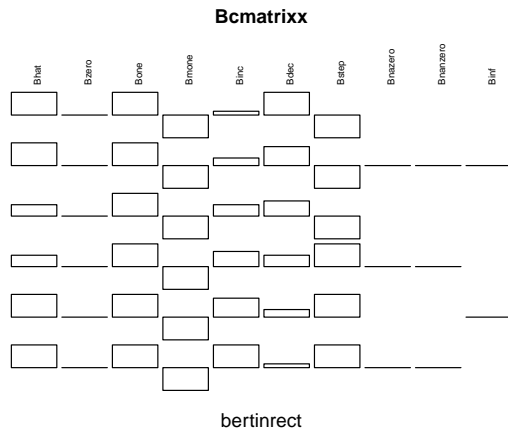 Bcmatrixx
Bhat
Bzero
Bone
Bmone
Binc
Bdec
Bstep
Bnazero
Bnanzero
Binf
bertinrect